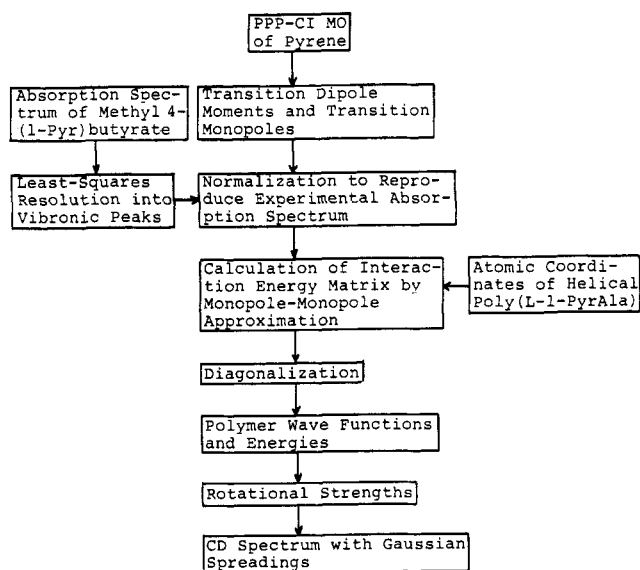 PPP-CI MO
of Pyrene
Absorption Spec-
trum of Methyl 4-
(1-Pyr)butyrate
Transition Dipole
Moments and Transition
Monopoles
Least-Squares
Resolution into
Vibronic Peaks
Normalization to Repro-
duce Experimental Absorp-
tion Spectrum
Calculation of Interac-
tion Energy Matrix by
Monopole-Monopole
Approximation
Atomic Coordi-
nates of Helical
Poly(L-1-PyrAla)
Diagonalization
Polymer Wave Functions
and Energies
Rotational Strengths
CD Spectrum with Gaussian
Spreadings